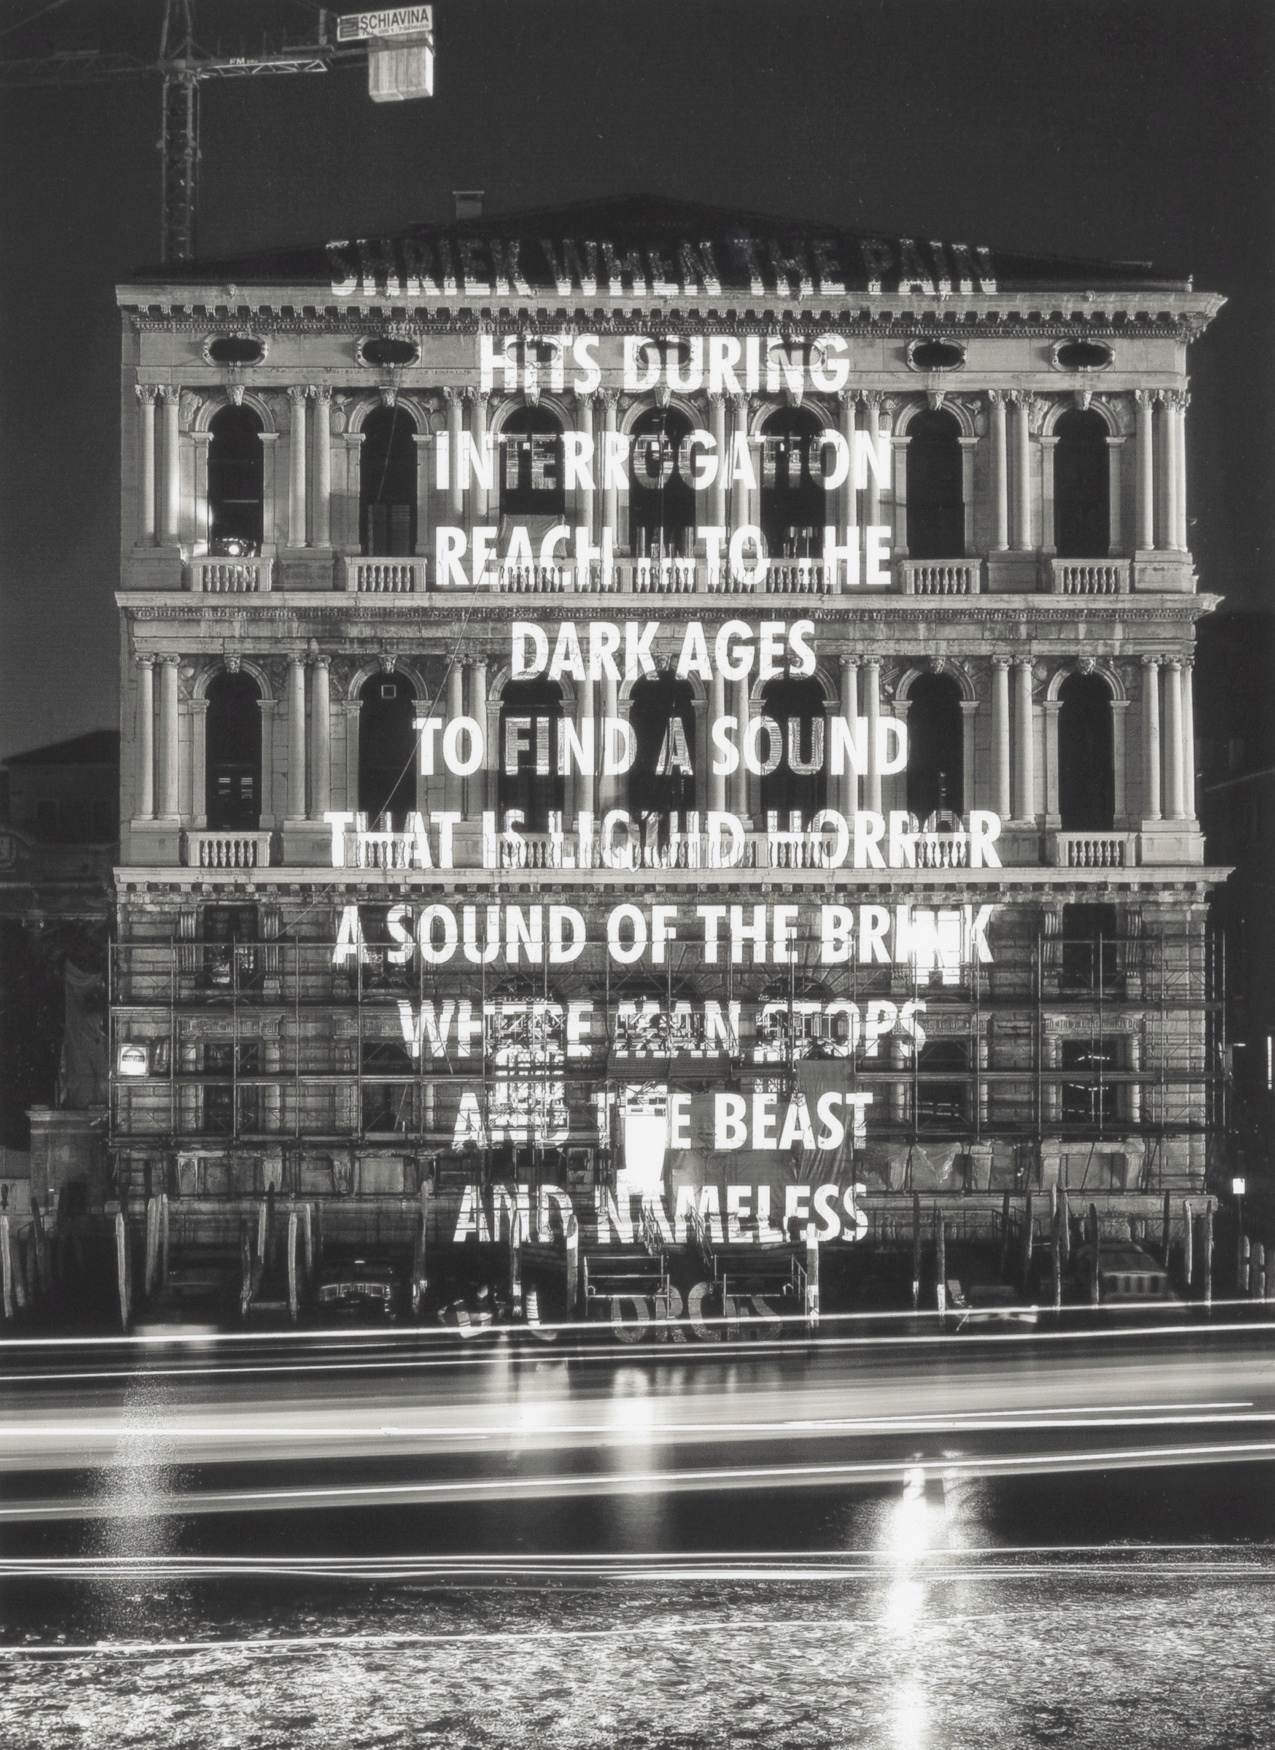 SCHIAVINA
SHRIEK WHEN THE PAIN
HITS DURING
INTERROGATION
REACH INTO THE
DARK AGES
TO FIND A SOUND
THAT IS LIQUID HORROR
A SOUND OF THE BRINK
WHERE MAN STOPS
AND THE BEAST
AND NAMELESS
FORCES